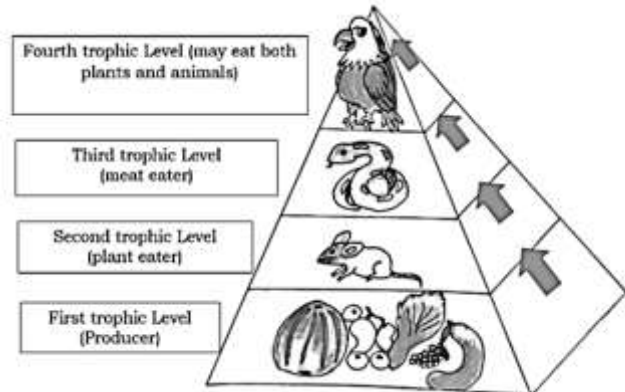 Fourth trophic Level (may eat both
plants and animals)
Third trophic Level
(meat eater)
Second trophic Level
(plant eater)
First trophic Level
(Producer)